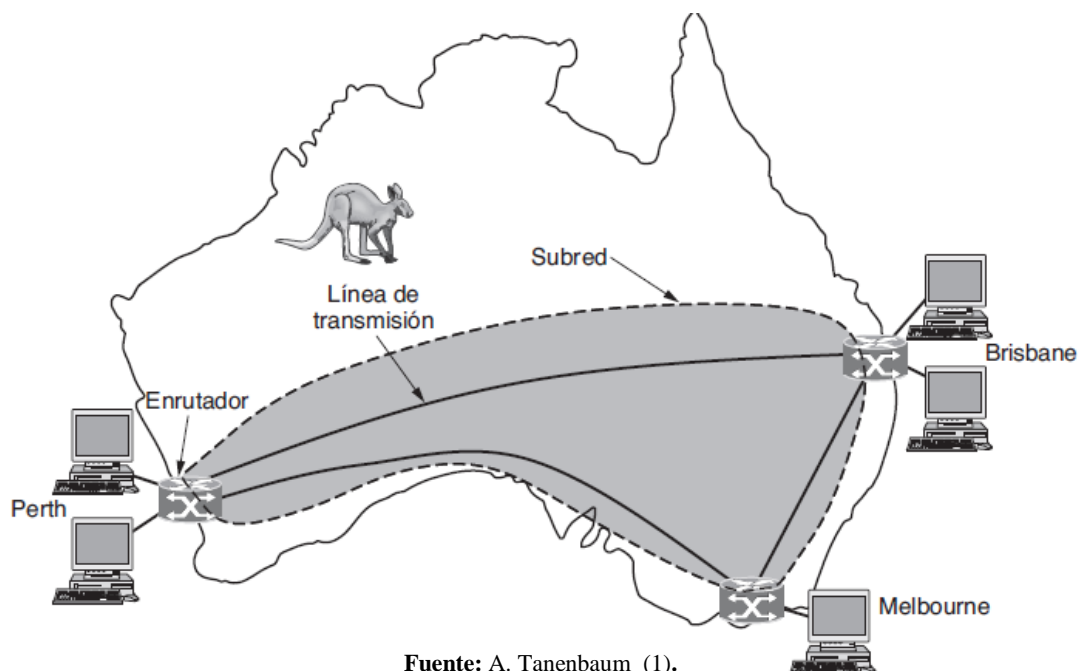 Subred
Línea de
transmisión
Brisbane
Enrutador
Perth
Melbourne
Fuente: A. Tanenbaum (1).